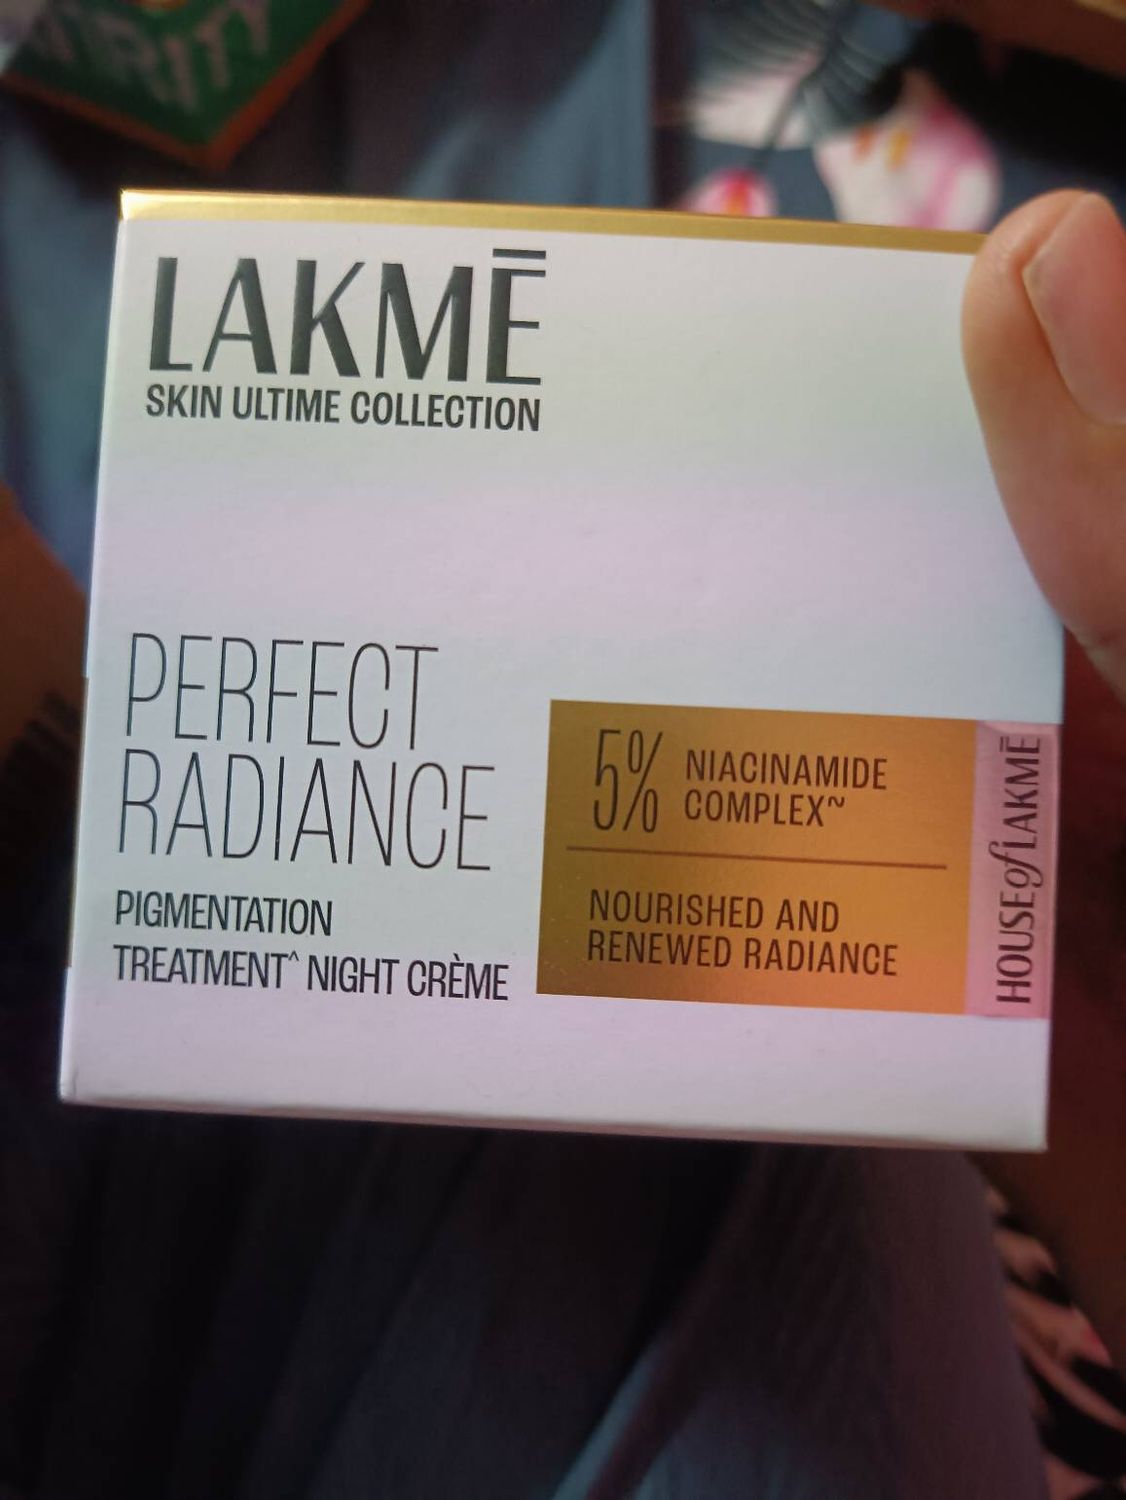 LAKMĒ
SKIN ULTIME COLLECTION
PERFECT
RADIANCE
PIGMENTATION
TREATMENT^ NIGHT CRÈME
5% NIACINAMIDE
COMPLEX~
NOURISHED AND
RENEWED RADIANCE
HOUSE of LAKMĒ